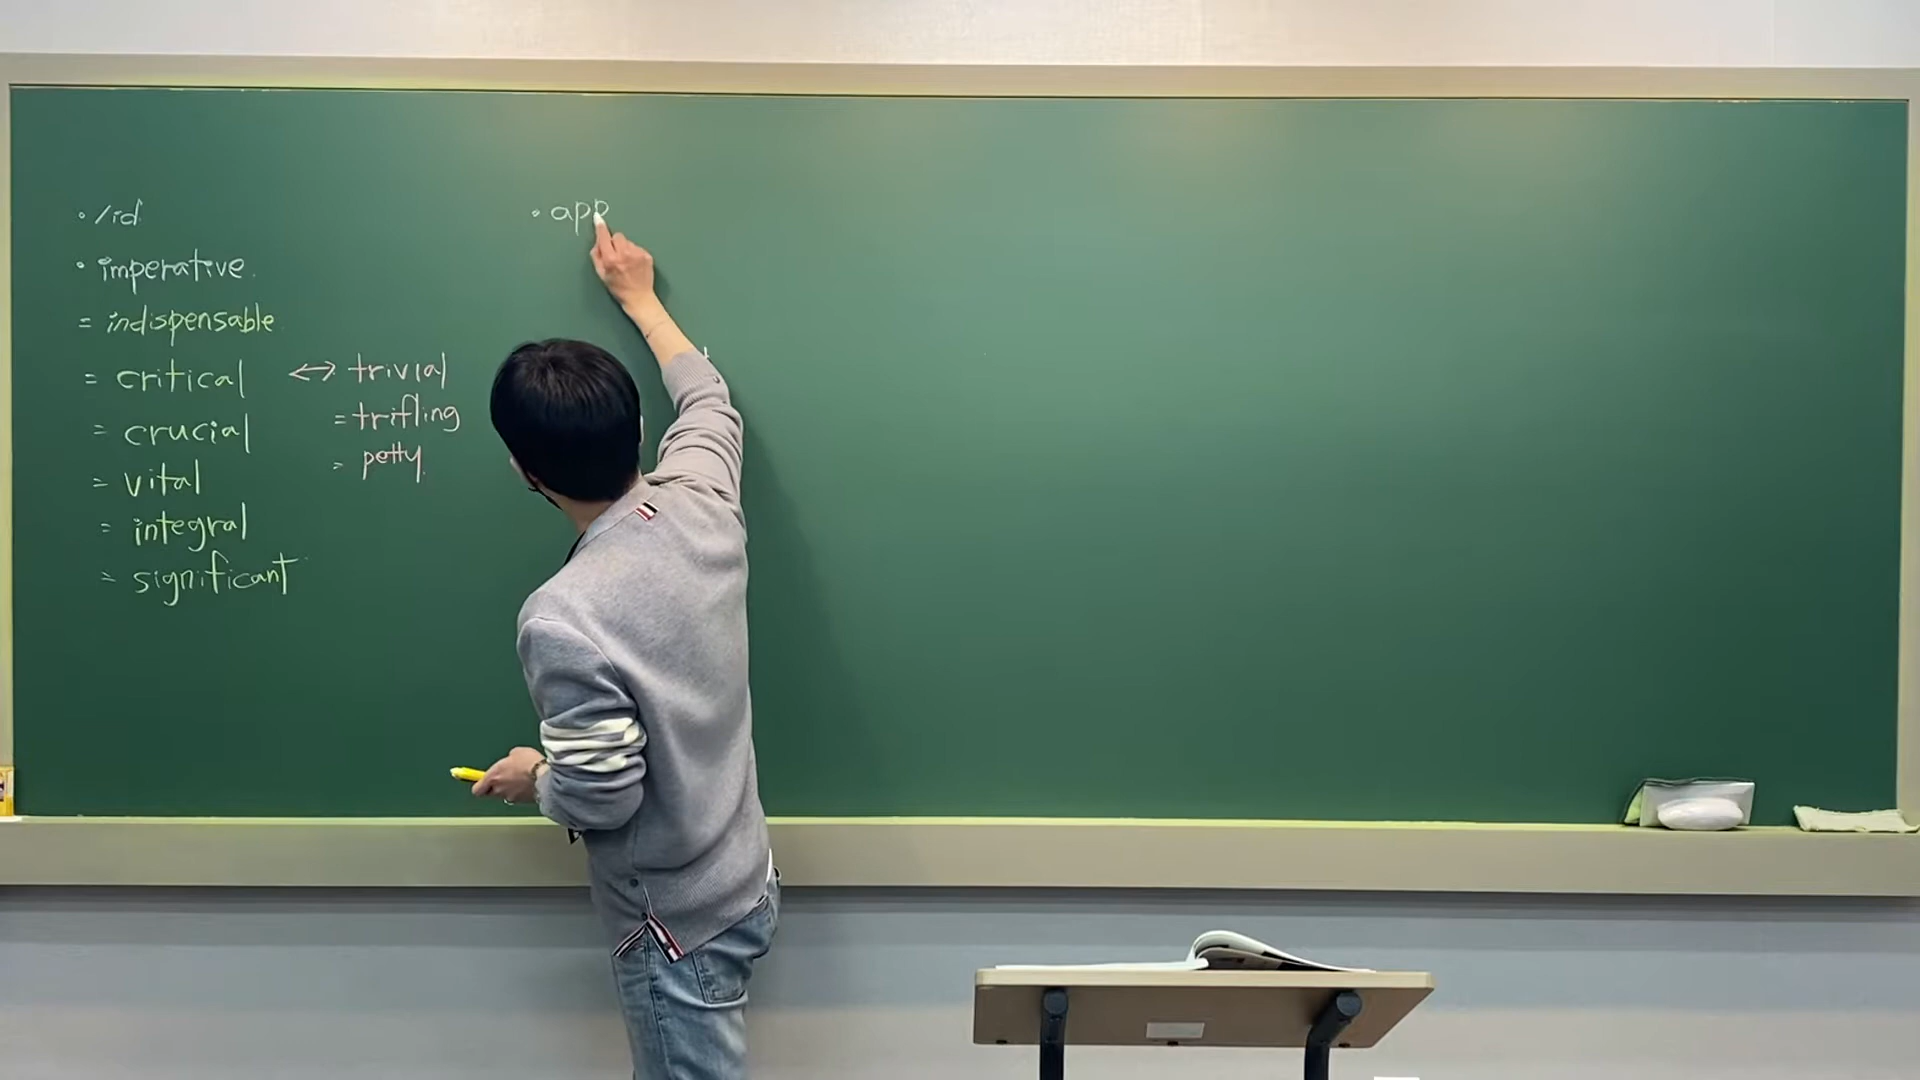 · /id
· imperative.
= indispensable
= critical ↔ trivial
= crucial = trifling
= vital = petty.
= integral
= significant
· app